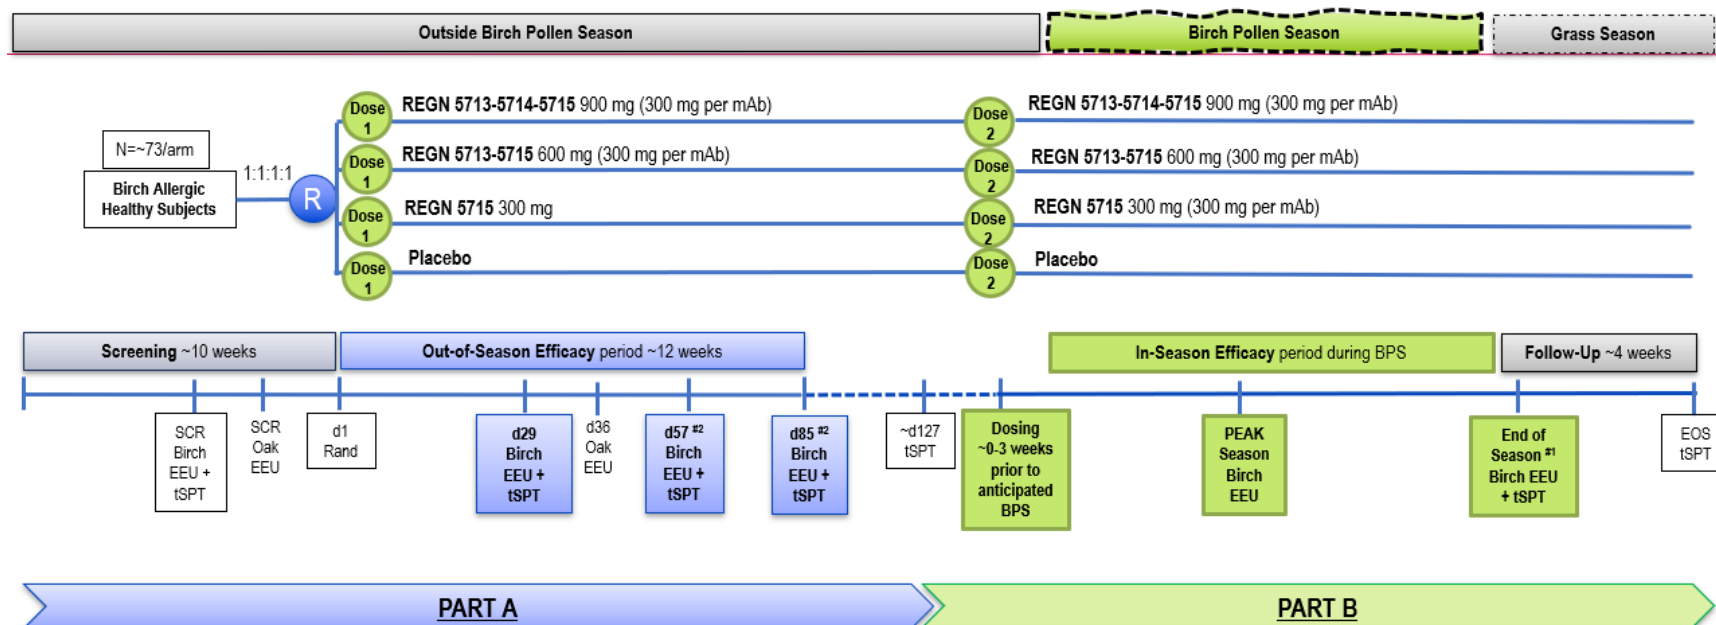 Outside Birch Pollen Season
Birch Pollen Season
Grass Season
N=~73/arm
Birch Allergic
Healthy Subjects
1:1:1:1
R
Dose
1
REGN 5713-5714-5715 900 mg (300 mg per mAb)
Dose
2
REGN 5713-5714-5715 900 mg (300 mg per mAb)
Dose
1
REGN 5713-5715 600 mg (300 mg per mAb)
Dose
2
REGN 5713-5715 600 mg (300 mg per mAb)
Dose
1
REGN 5715 300 mg
Dose
2
REGN 5715 300 mg (300 mg per mAb)
Dose
1
Placebo
Dose
2
Placebo
Screening ~10 weeks
Out-of-Season Efficacy period ~12 weeks
In-Season Efficacy period during BPS
Follow-Up ~4 weeks
SCR
Birch
EEU +
tSPT
SCR
Oak
EEU
d1
Rand
d29
Birch
EEU +
tSPT
d36
Oak
EEU
d57 #2
Birch
EEU +
tSPT
d85 #2
Birch
EEU +
tSPT
~d127
tSPT
Dosing
~0-3 weeks
prior to
anticipated
BPS
PEAK
Season
Birch
EEU
End of
Season #1
Birch EEU
+ tSPT
EOS
tSPT
PART A
PART B